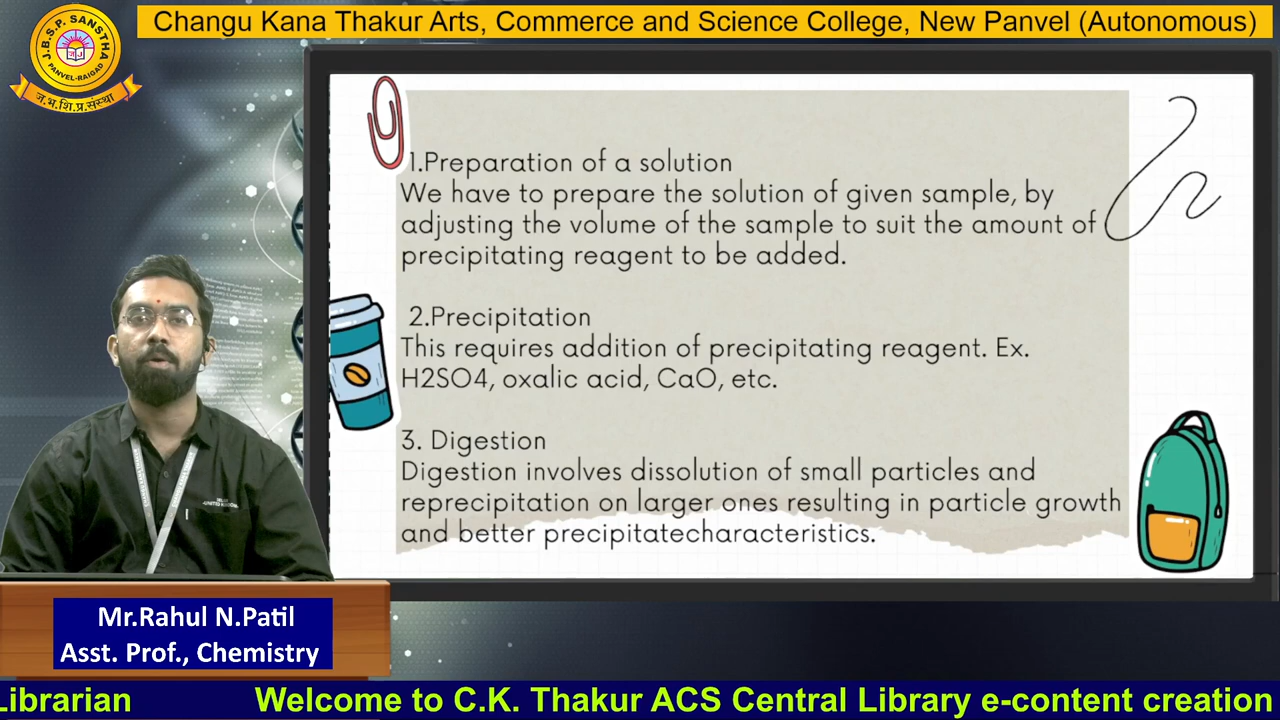 Changu Kana Thakur Arts, Commerce and Science College, New Panvel (Autonomous)
J.B.S.P. SANSTHA
PANVEL-RAIGAD
ज.भ.शि.प्र.संस्था
1.Preparation of a solution
We have to prepare the solution of given sample, by
adjusting the volume of the sample to suit the amount of
precipitating reagent to be added.
2.Precipitation
This requires addition of precipitating reagent. Ex.
H2SO4, oxalic acid, CaO, etc.
3. Digestion
Digestion involves dissolution of small particles and
reprecipitation on larger ones resulting in particle growth
and better precipitatecharacteristics.
Mr.Rahul N.Patil
Asst. Prof., Chemistry
Librarian
Welcome to C.K. Thakur ACS Central Library e-content creation